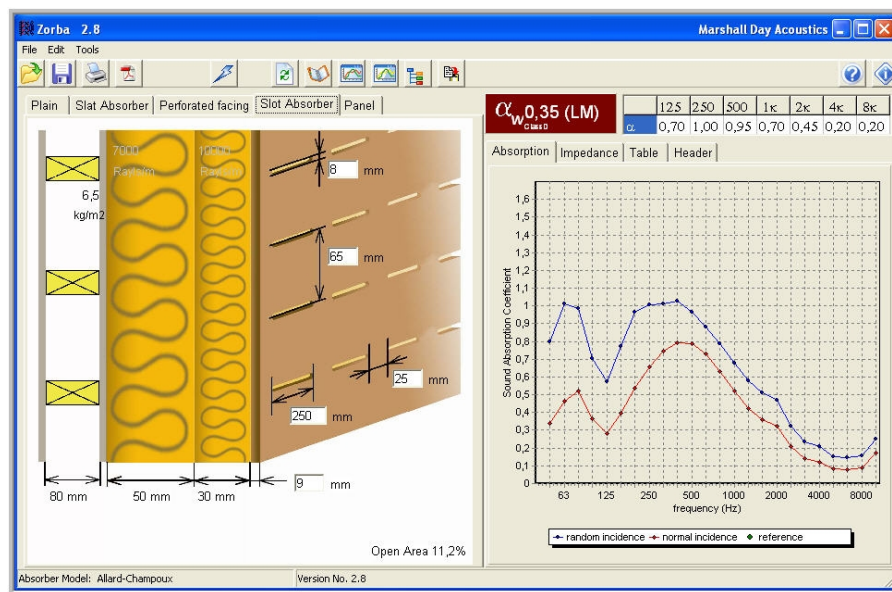 Zorba 2.8 Marshall Day Acoustics
File Edit Tools
Plain Slat Absorber Perforated facing Slot Absorber Panel
7000
Rayls/m
Rayls/m
6,5
kg/m2
8 mm
65 mm
25 mm
250 mm
9 mm
80 mm 50 mm 30 mm
Open Area 11,2%
αw0,35 (LM)
Class D
125 250 500 1K 2K 4K 8K
α 0,70 1,00 0,95 0,70 0,45 0,20 0,20
Absorption Impedance Table Header
Sound Absorption Coefficient
1,6
1,5
1,4
1,3
1,2
1,1
1
0,9
0,8
0,7
0,6
0,5
0,4
0,3
0,2
0,1
0
63 125 250 500 1000 2000 4000 8000
frequency (Hz)
random incidence normal incidence reference
Absorber Model: Allard-Champoux Version No. 2.8